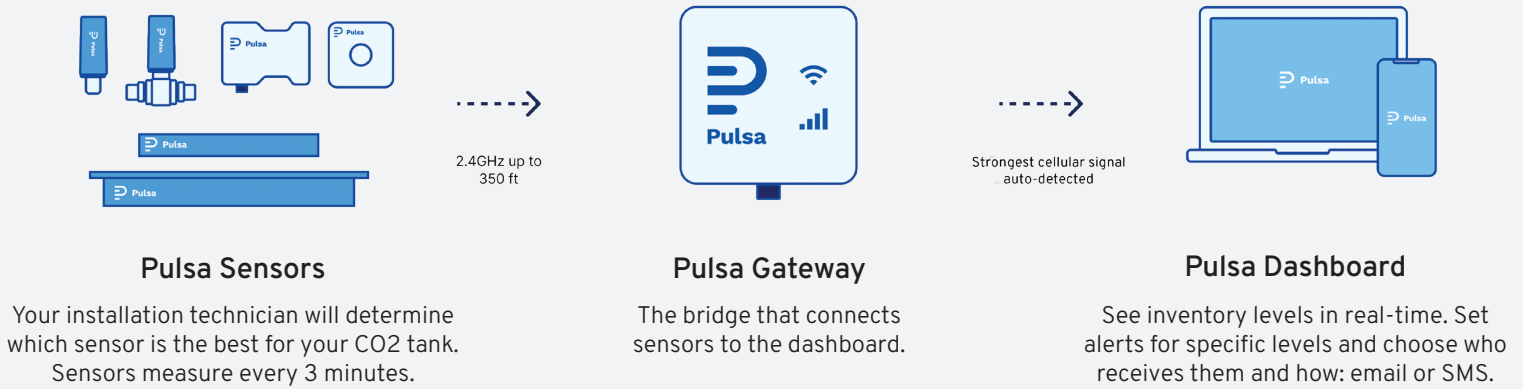 Pulsa
Pulsa
Pulsa
Pulsa
Pulsa
Pulsa
2.4GHz up to
350 ft
Pulsa
Strongest cellular signal
auto-detected
Pulsa
Pulsa
Pulsa Sensors
Your installation technician will determine
which sensor is the best for your CO2 tank.
Sensors measure every 3 minutes.
Pulsa Gateway
The bridge that connects
sensors to the dashboard.
Pulsa Dashboard
See inventory levels in real-time. Set
alerts for specific levels and choose who
receives them and how: email or SMS.